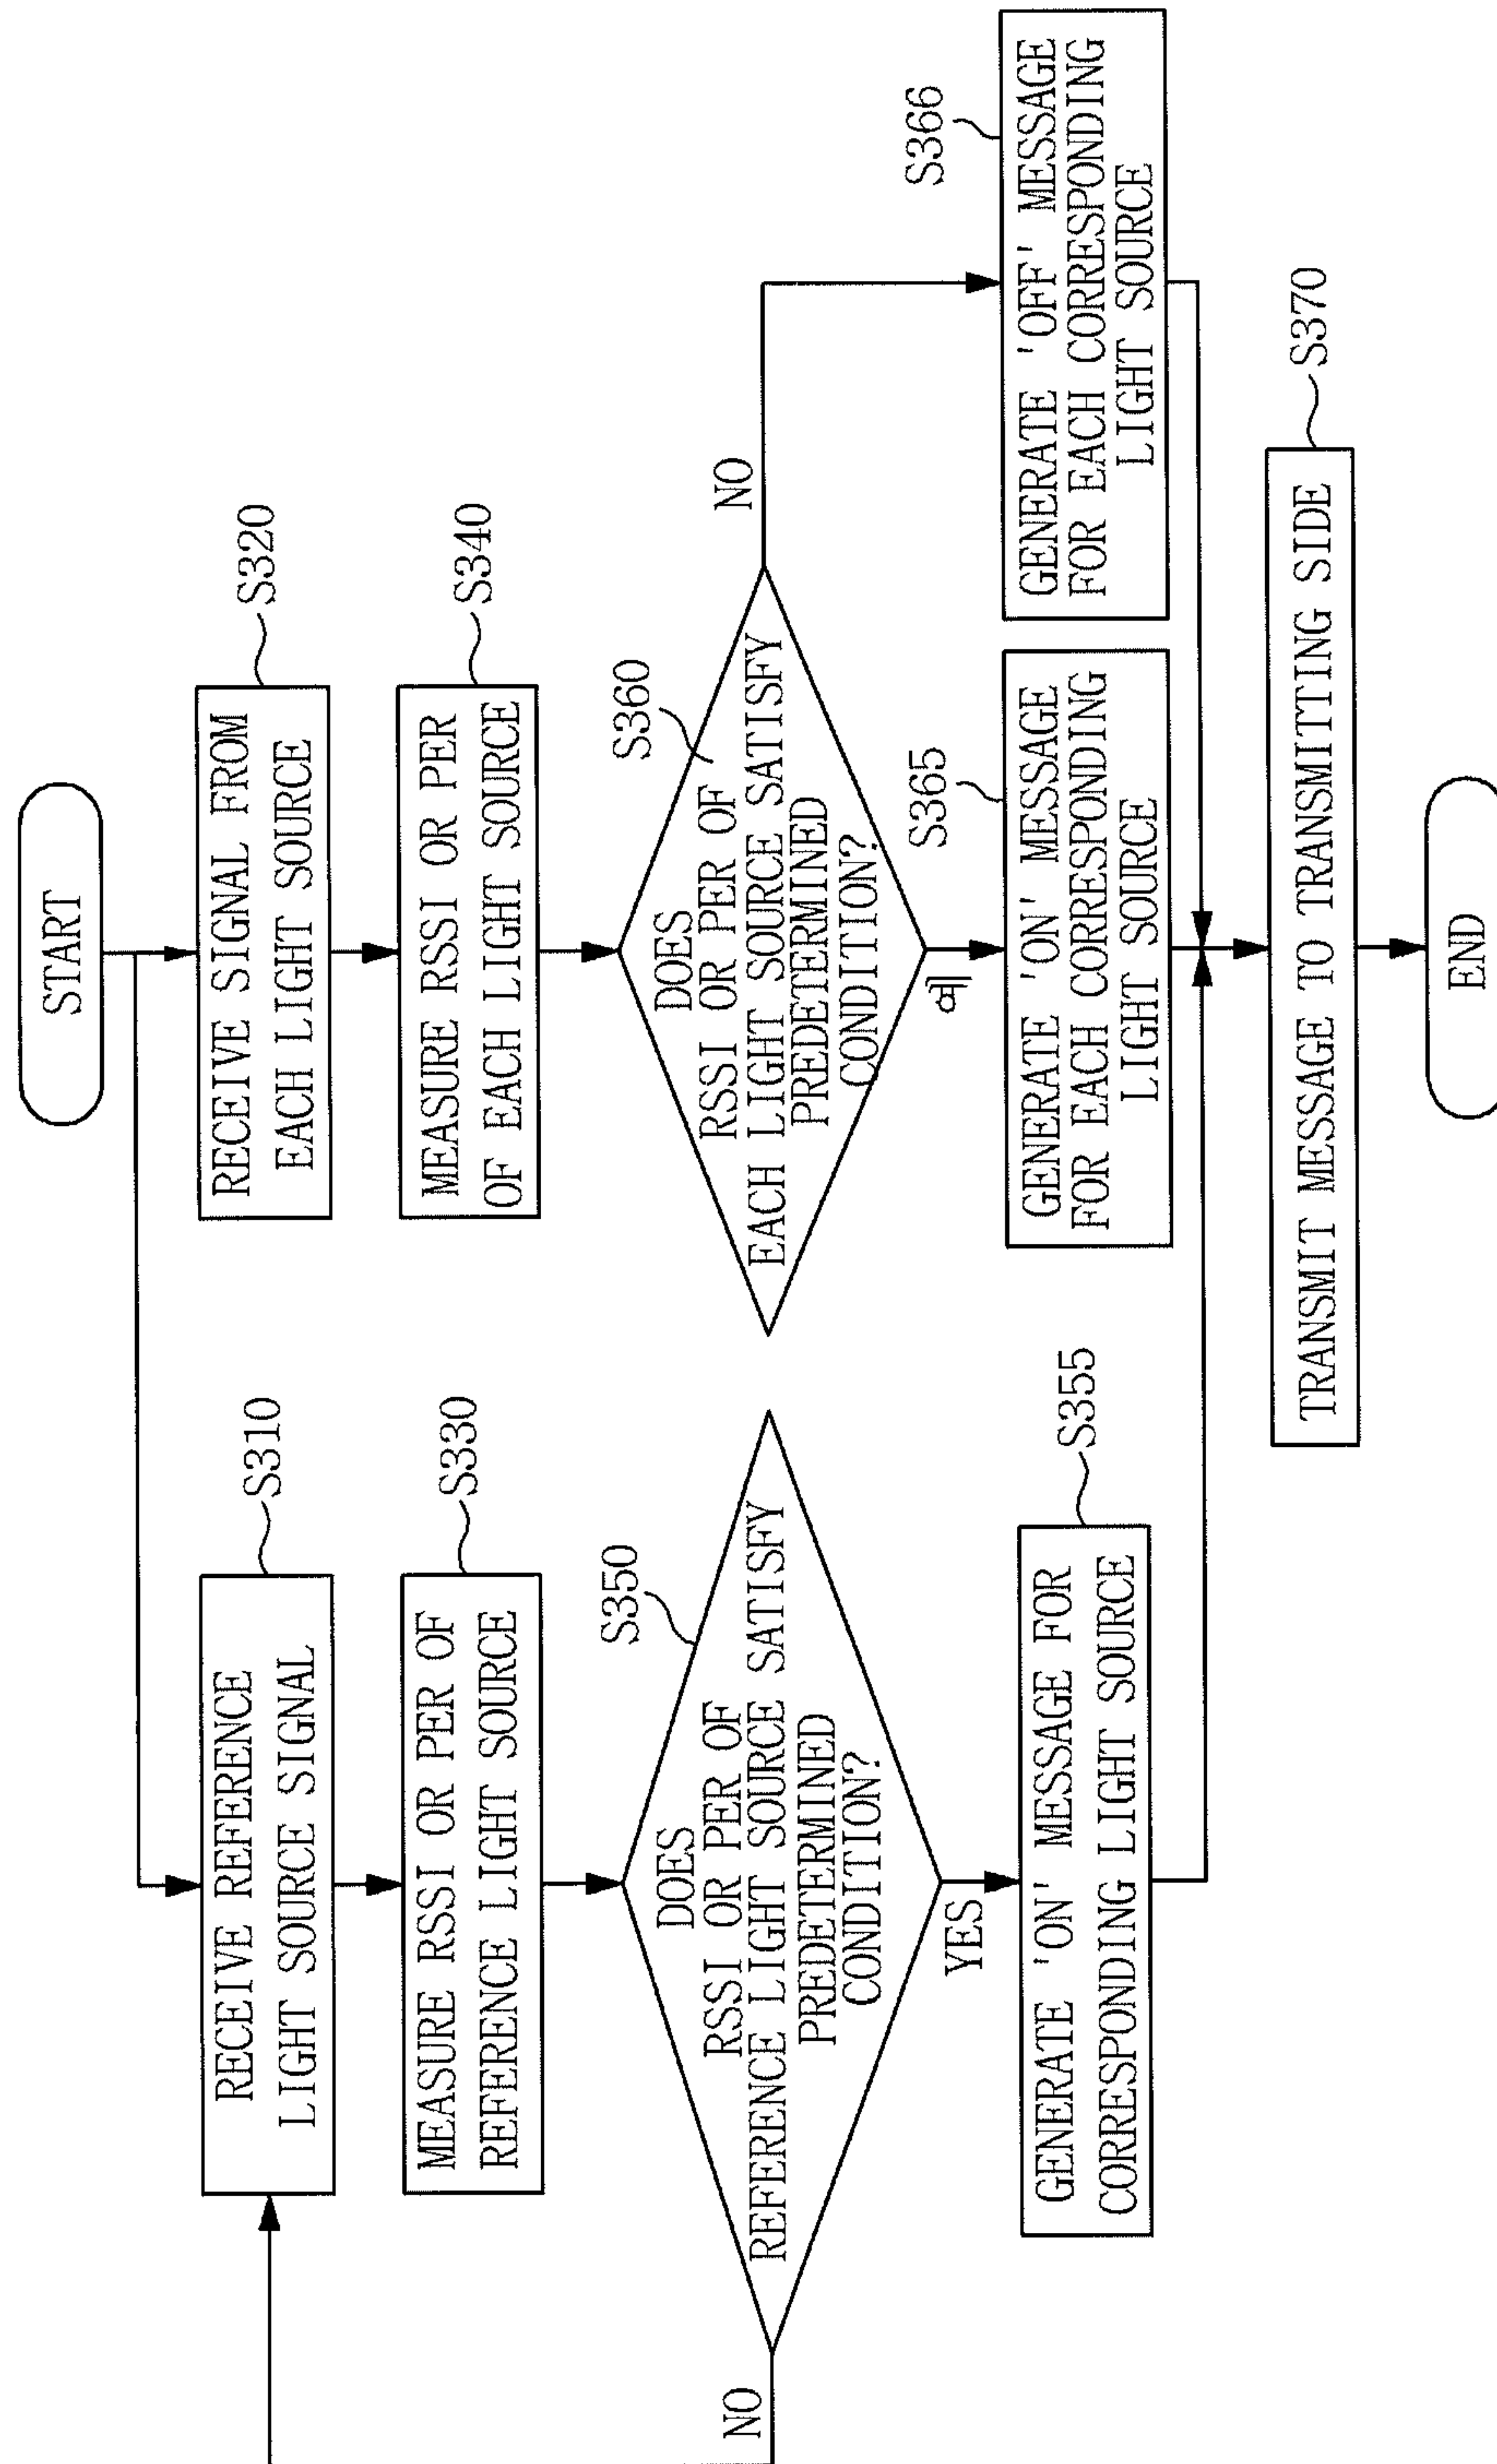 START
S310
RECEIVE REFERENCE
LIGHT SOURCE SIGNAL
S320
RECEIVE SIGNAL FROM
EACH LIGHT SOURCE
S330
MEASURE RSSI OR PER OF
REFERENCE LIGHT SOURCE
S340
MEASURE RSSI OR PER
OF EACH LIGHT SOURCE
S350
DOES
RSSI OR PER OF
REFERENCE LIGHT SOURCE SATISFY
PREDETERMINED
CONDITION?
NO
YES
S360
DOES
RSSI OR PER OF
EACH LIGHT SOURCE SATISFY
PREDETERMINED
CONDITION?
NO
예
S355
GENERATE 'ON' MESSAGE FOR
CORRESPONDING LIGHT SOURCE
S365
GENERATE 'ON' MESSAGE
FOR EACH CORRESPONDING
LIGHT SOURCE
S366
GENERATE 'OFF' MESSAGE
FOR EACH CORRESPONDING
LIGHT SOURCE
S370
TRANSMIT MESSAGE TO TRANSMITING SIDE
END